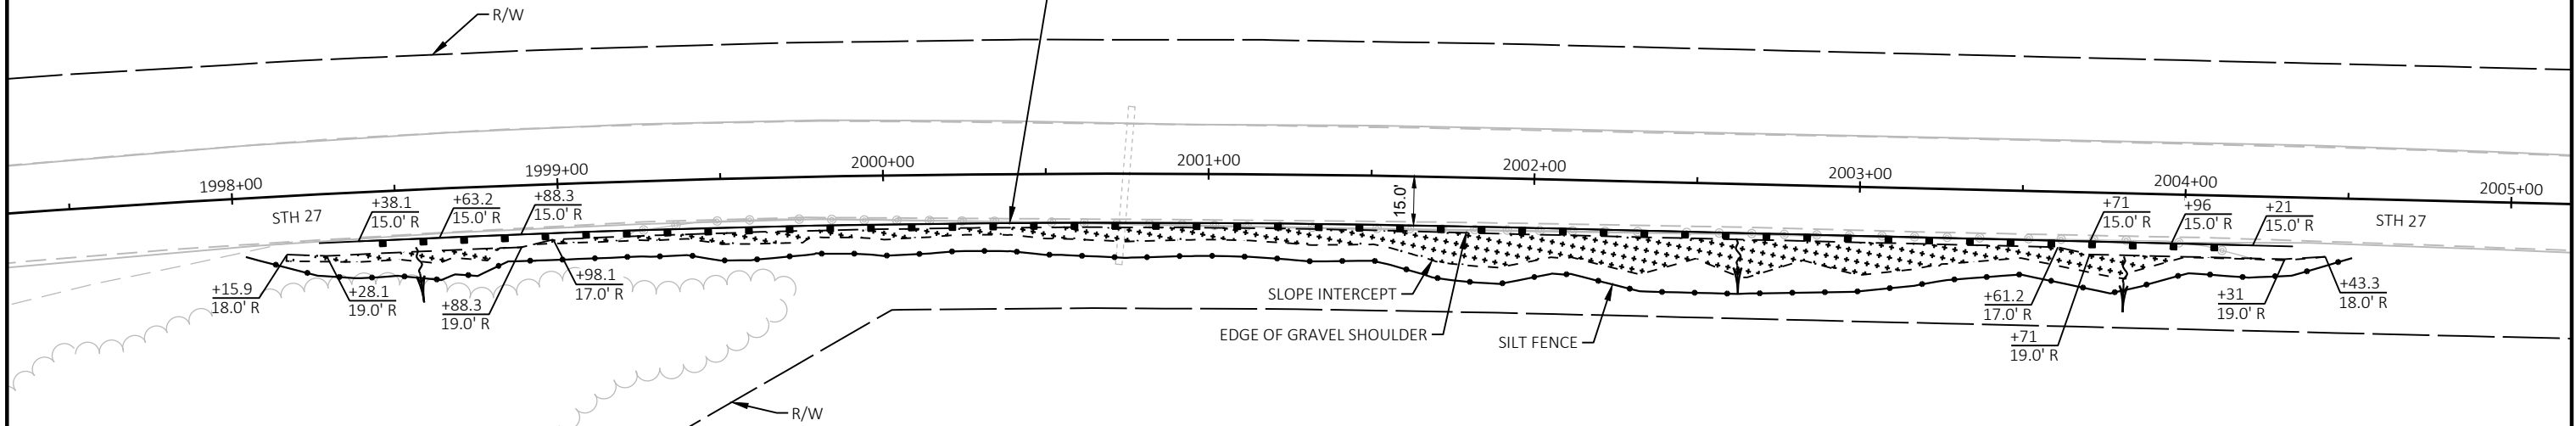 R/W
1998+00
1999+00
2000+00
2001+00
2002+00
2003+00
2004+00
2005+00
STH 27
+38.1
15.0' R
+63.2
15.0' R
+88.3
15.0' R
15.0'
+71
15.0' R
+96
15.0' R
+21
15.0' R
STH 27
+15.9
18.0' R
+28.1
19.0' R
+88.3
19.0' R
+98.1
17.0' R
SLOPE INTERCEPT
EDGE OF GRAVEL SHOULDER
SILT FENCE
+61.2
17.0' R
+71
19.0' R
+31
19.0' R
+43.3
18.0' R
R/W